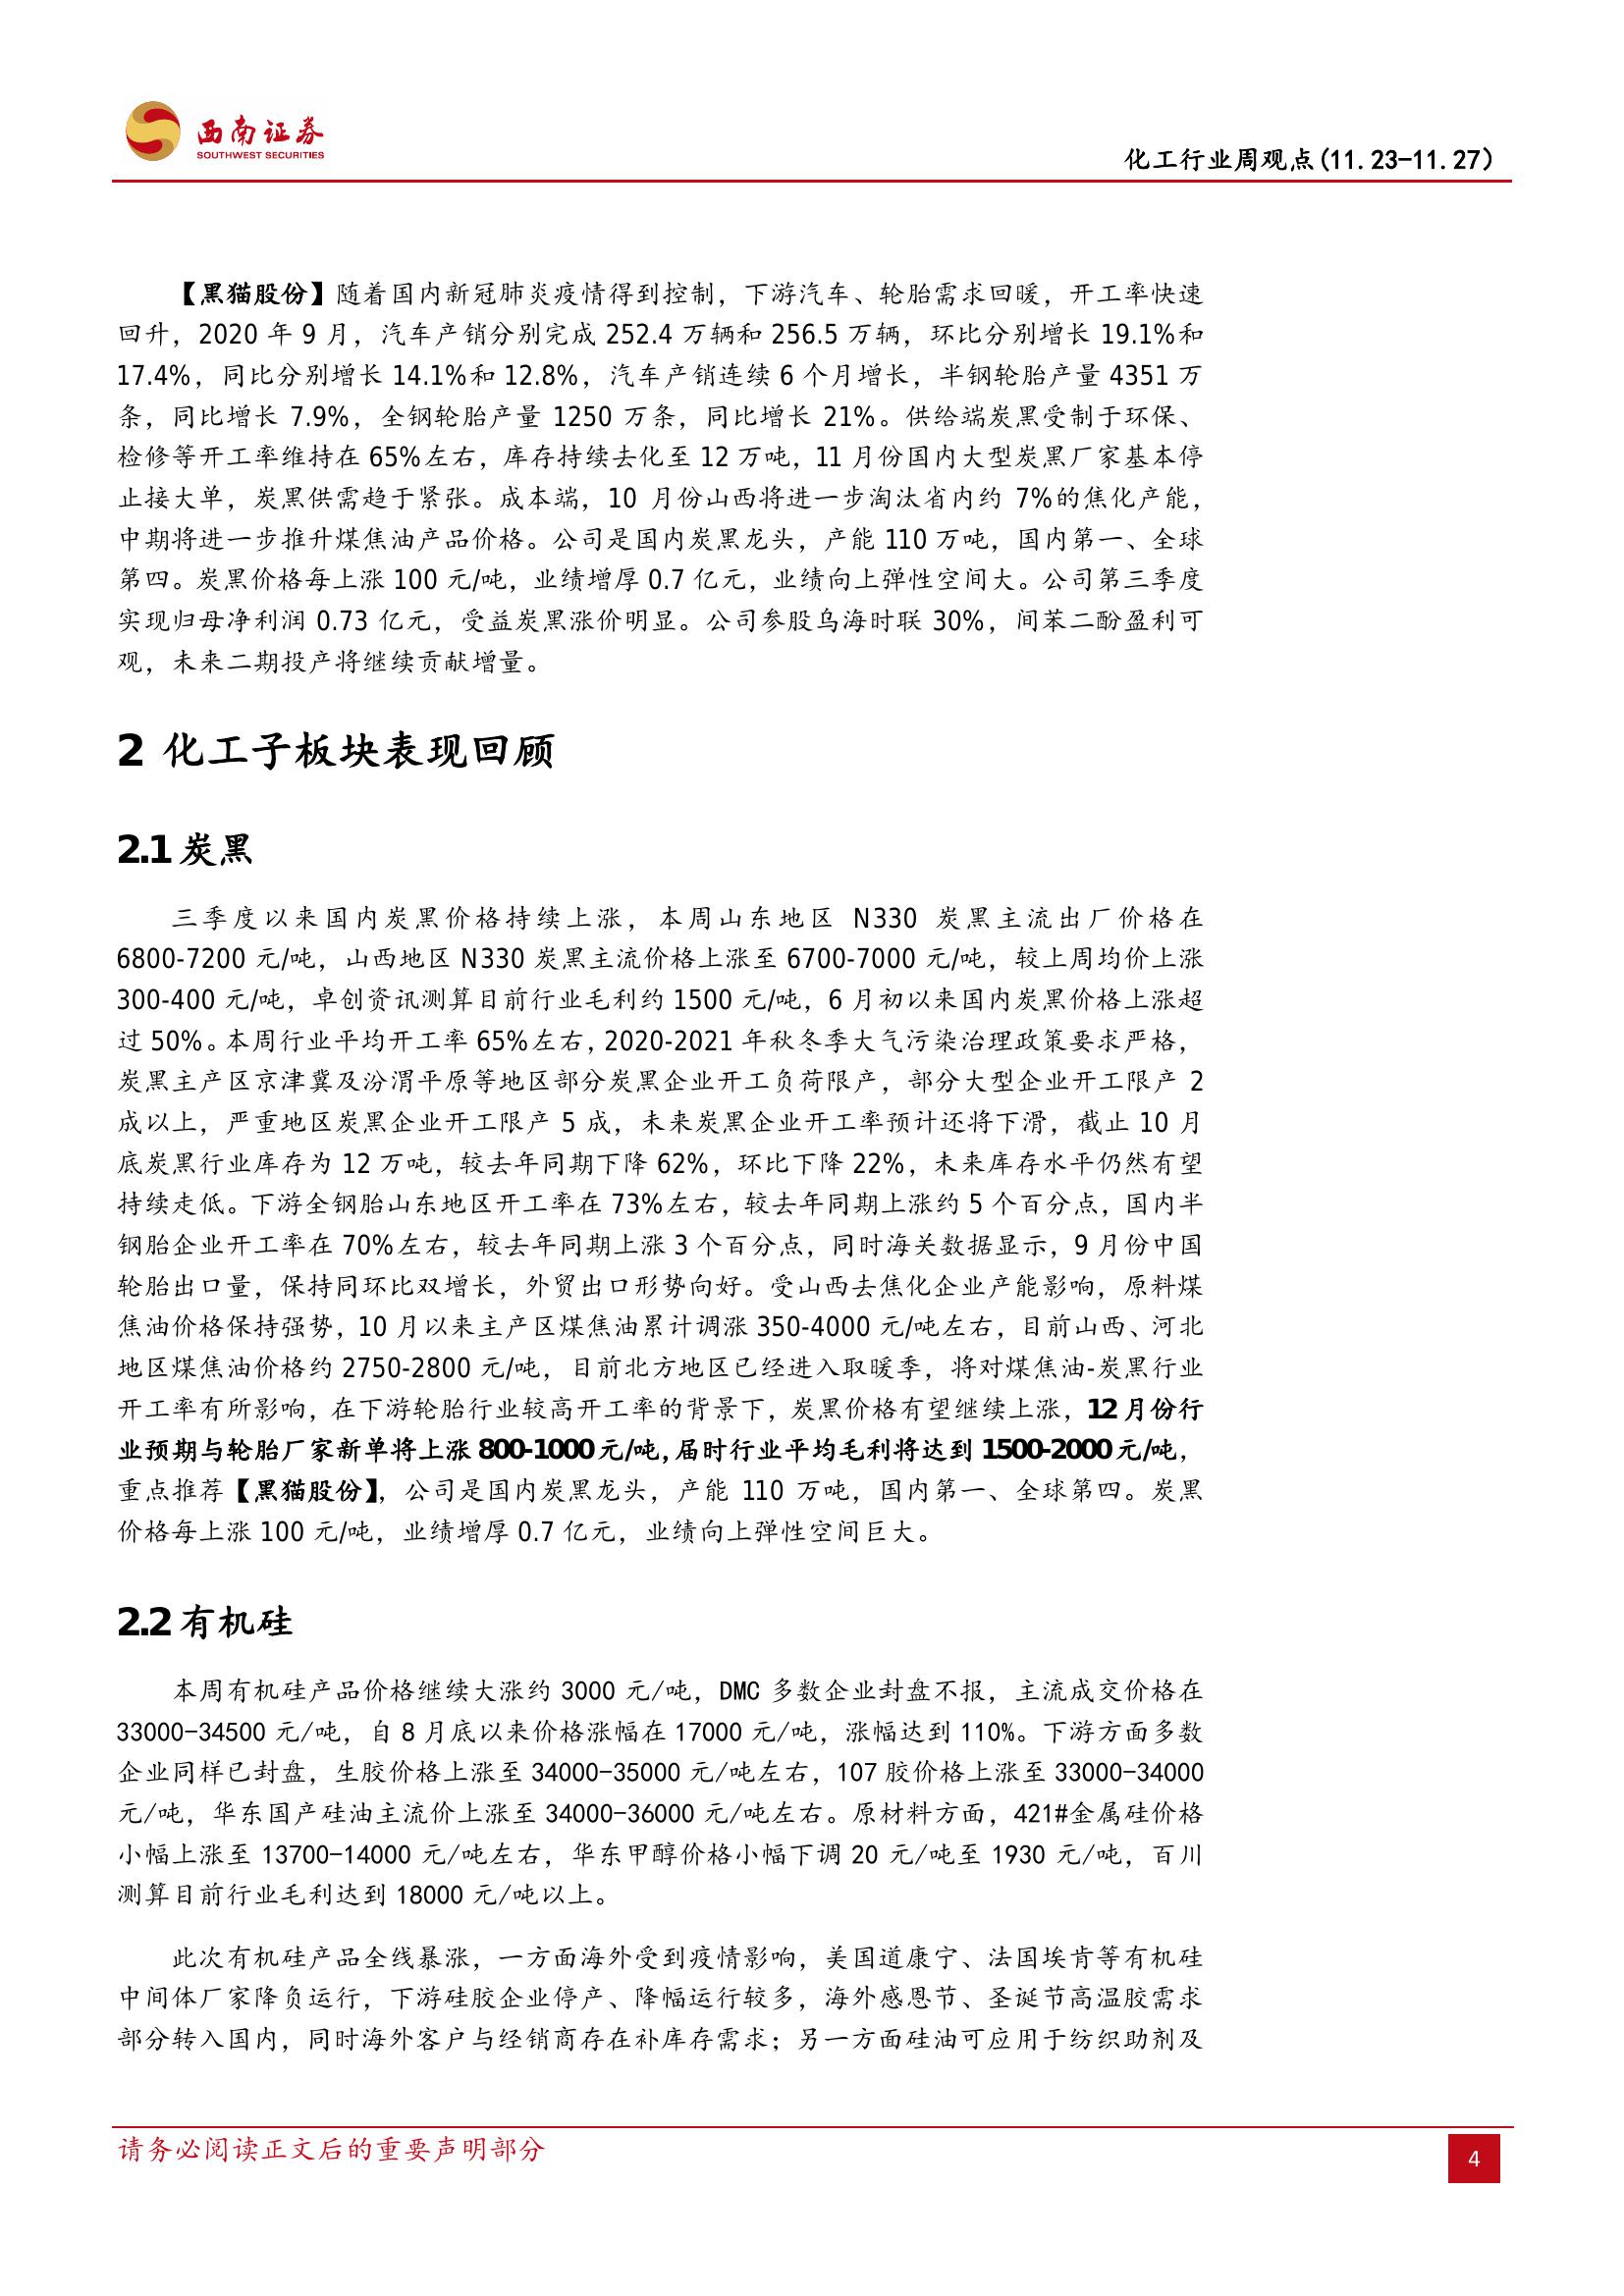 西南证券
SOUTHWEST SECURITIES
化工行业周观点(11.23-11.27)
【黑猫股份】随着国内新冠肺炎疫情得到控制，下游汽车、轮胎需求回暖，开工率快速
回升，2020 年 9 月，汽车产销分别完成 252.4 万辆和 256.5 万辆，环比分别增长 19.1%和
17.4%，同比分别增长 14.1%和 12.8%，汽车产销连续 6 个月增长，半钢轮胎产量 4351 万
条，同比增长 7.9%，全钢轮胎产量 1250 万条，同比增长 21%。供给端炭黑受制于环保、
检修等开工率维持在 65%左右，库存持续去化至 12 万吨，11 月份国内大型炭黑厂家基本停
止接大单，炭黑供需趋于紧张。成本端，10 月份山西将进一步淘汰省内约 7%的焦化产能，
中期将进一步推升煤焦油产品价格。公司是国内炭黑龙头，产能 110 万吨，国内第一、全球
第四。炭黑价格每上涨 100 元/吨，业绩增厚 0.7 亿元，业绩向上弹性空间大。公司第三季度
实现归母净利润 0.73 亿元，受益炭黑涨价明显。公司参股乌海时联 30%，间苯二酚盈利可
观，未来二期投产将继续贡献增量。
2 化工子板块表现回顾
2.1 炭黑
三季度以来国内炭黑价格持续上涨，本周山东地区 N330 炭黑主流出厂价格在
6800-7200 元/吨，山西地区 N330 炭黑主流价格上涨至 6700-7000 元/吨，较上周均价上涨
300-400 元/吨，卓创资讯测算目前行业毛利约 1500 元/吨，6 月初以来国内炭黑价格上涨超
过 50%。本周行业平均开工率 65%左右，2020-2021 年秋冬季大气污染治理政策要求严格，
炭黑主产区京津冀及汾渭平原等地区部分炭黑企业开工负荷限产，部分大型企业开工限产 2
成以上，严重地区炭黑企业开工限产 5 成，未来炭黑企业开工率预计还将下滑，截止 10 月
底炭黑行业库存为 12 万吨，较去年同期下降 62%，环比下降 22%，未来库存水平仍然有望
持续走低。下游全钢胎山东地区开工率在 73%左右，较去年同期上涨约 5 个百分点，国内半
钢胎企业开工率在 70%左右，较去年同期上涨 3 个百分点，同时海关数据显示，9 月份中国
轮胎出口量，保持同环比双增长，外贸出口形势向好。受山西去焦化企业产能影响，原料煤
焦油价格保持强势，10 月以来主产区煤焦油累计调涨 350-4000 元/吨左右，目前山西、河北
地区煤焦油价格约 2750-2800 元/吨，目前北方地区已经进入取暖季，将对煤焦油-炭黑行业
开工率有所影响，在下游轮胎行业较高开工率的背景下，炭黑价格有望继续上涨，12 月份行
业预期与轮胎厂家新单将上涨 800-1000 元/吨，届时行业平均毛利将达到 1500-2000 元/吨，
重点推荐【黑猫股份】，公司是国内炭黑龙头，产能 110 万吨，国内第一、全球第四。炭黑
价格每上涨 100 元/吨，业绩增厚 0.7 亿元，业绩向上弹性空间巨大。
2.2 有机硅
本周有机硅产品价格继续大涨约 3000 元/吨，DMC 多数企业封盘不报，主流成交价格在
33000-34500 元/吨，自 8 月底以来价格涨幅在 17000 元/吨，涨幅达到 110%。下游方面多数
企业同样已封盘，生胶价格上涨至 34000-35000 元/吨左右，107 胶价格上涨至 33000-34000
元/吨，华东国产硅油主流价上涨至 34000-36000 元/吨左右。原材料方面，421#金属硅价格
小幅上涨至 13700-14000 元/吨左右，华东甲醇价格小幅下调 20 元/吨至 1930 元/吨，百川
测算目前行业毛利达到 18000 元/吨以上。
此次有机硅产品全线暴涨，一方面海外受到疫情影响，美国道康宁、法国埃肯等有机硅
中间体厂家降负运行，下游硅胶企业停产、降幅运行较多，海外感恩节、圣诞节高温胶需求
部分转入国内，同时海外客户与经销商存在补库存需求；另一方面硅油可应用于纺织助剂及
请务必阅读正文后的重要声明部分
4